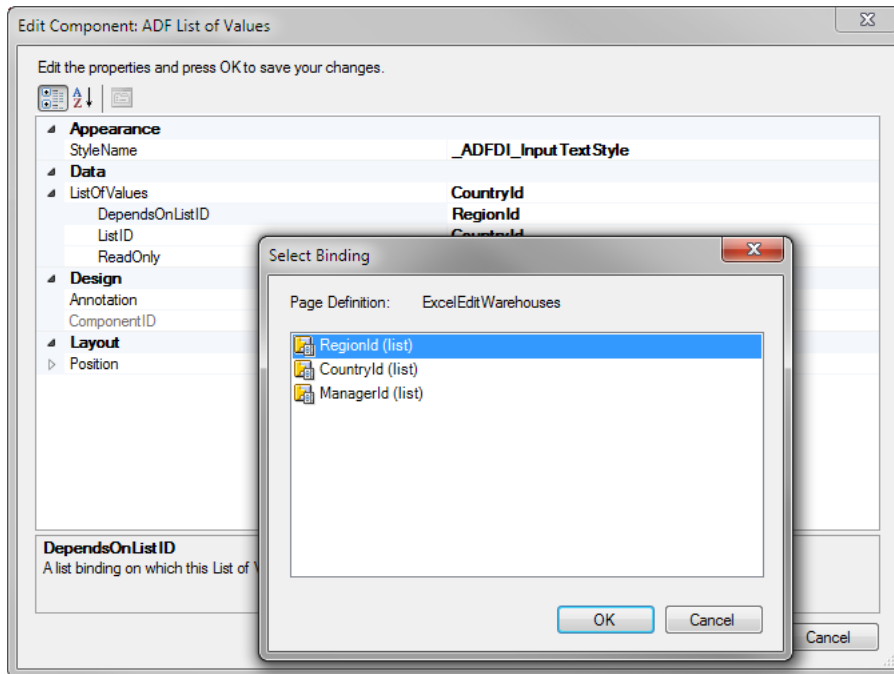 Edit Component: ADF List of Values
Edit the properties and press OK to save your changes.
Appearance
StyleName _ADFDI_InputTextStyle
Data
ListOfValues CountryId
DependsOnListID RegionId
ListID CountryId
ReadOnly
Design
Annotation
ComponentID
Layout
Position
DependsOnListID
A list binding on which this List of
Cancel
Select Binding
Page Definition: ExcelEditWarehouses
RegionId (list)
CountryId (list)
ManagerId (list)
OK Cancel